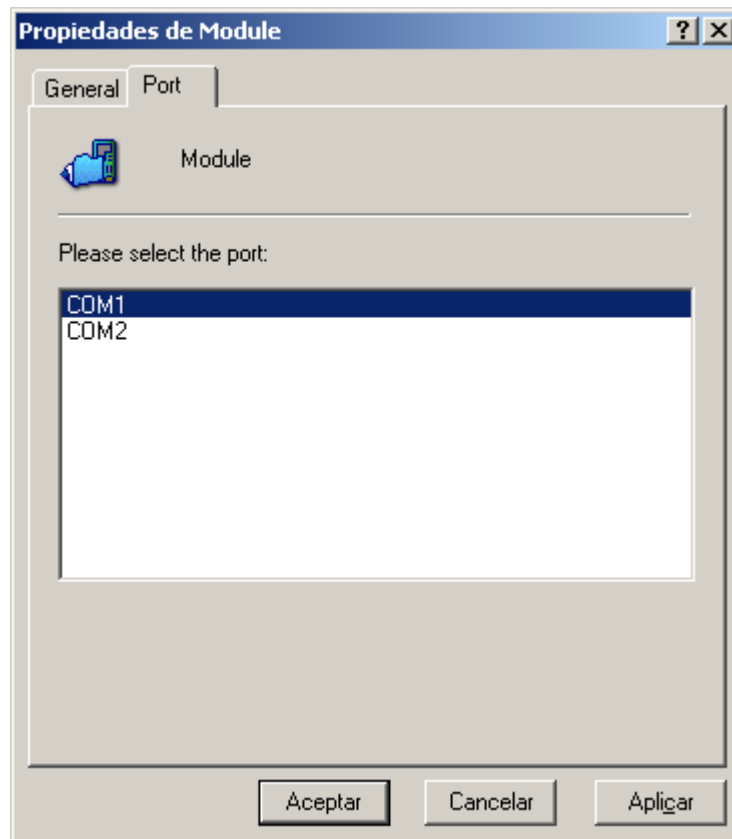 Propiedades de Module
General Port
Module
Please select the port:
COM1
COM2
Aceptar Cancelar Aplicar